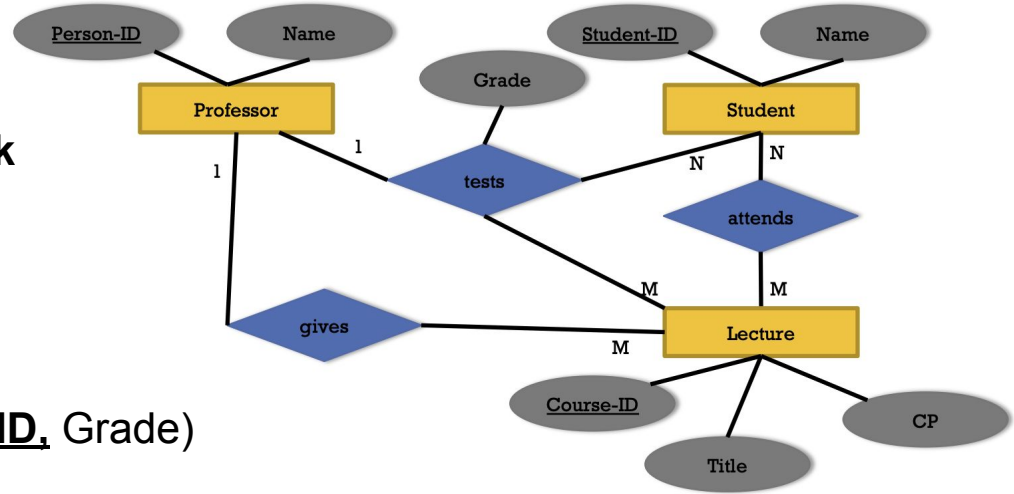 Person-ID Name Student-ID Name
Grade
Professor Student
k
1 1 N N
tests
attends
M M
gives Lecture
M
Course-ID CP
ID, Grade)
Title